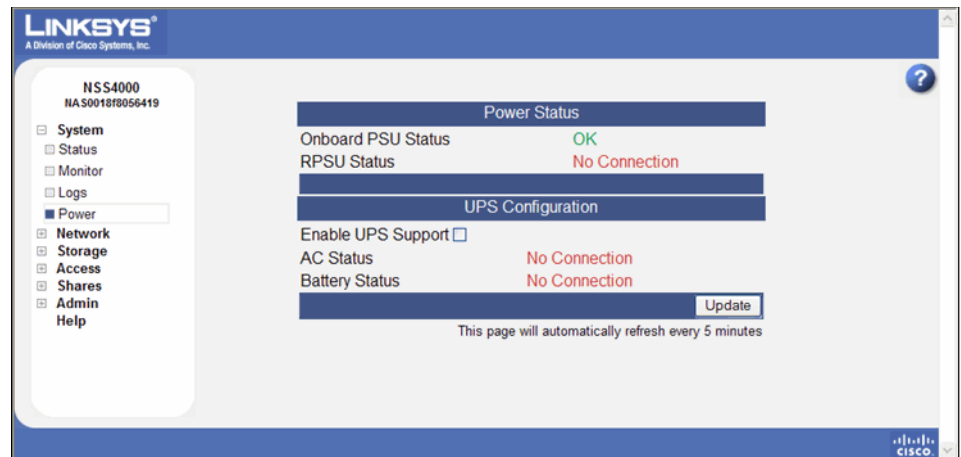 LINKSYS®
A Division of Cisco Systems, Inc.
NSS4000
NAS0018f8056419
System
Status
Monitor
Logs
Power
Network
Storage
Access
Shares
Admin
Help
?
Power Status
Onboard PSU Status OK
RPSU Status No Connection
UPS Configuration
Enable UPS Support
AC Status No Connection
Battery Status No Connection
Update
This page will automatically refresh every 5 minutes
CISCO.